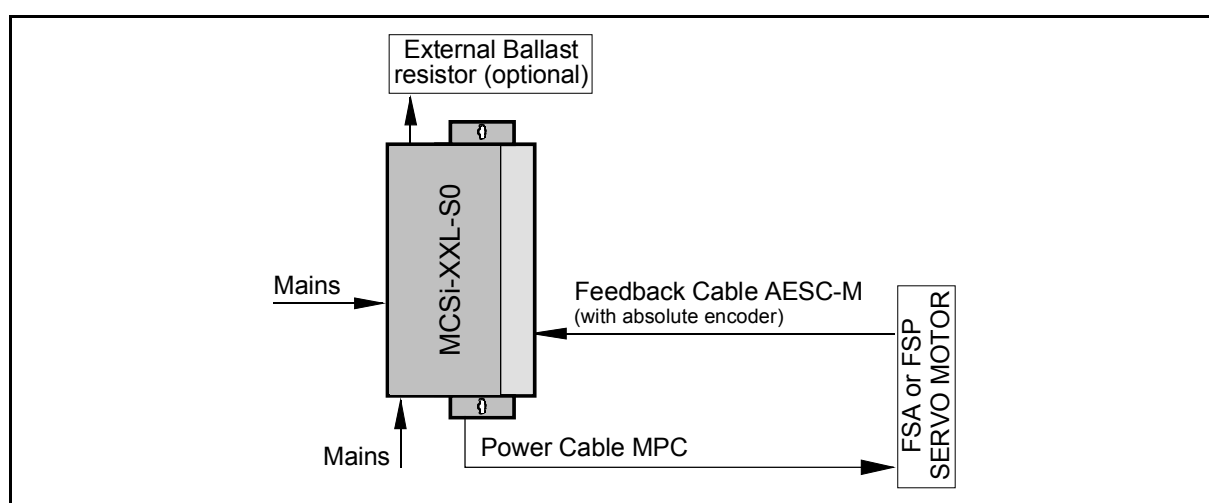 External Ballast
resistor (optional)
MCSi-XXL-S0
Mains
Feedback Cable AESC-M
(with absolute encoder)
FSA or FSP
SERVO MOTOR
Mains
Power Cable MPC